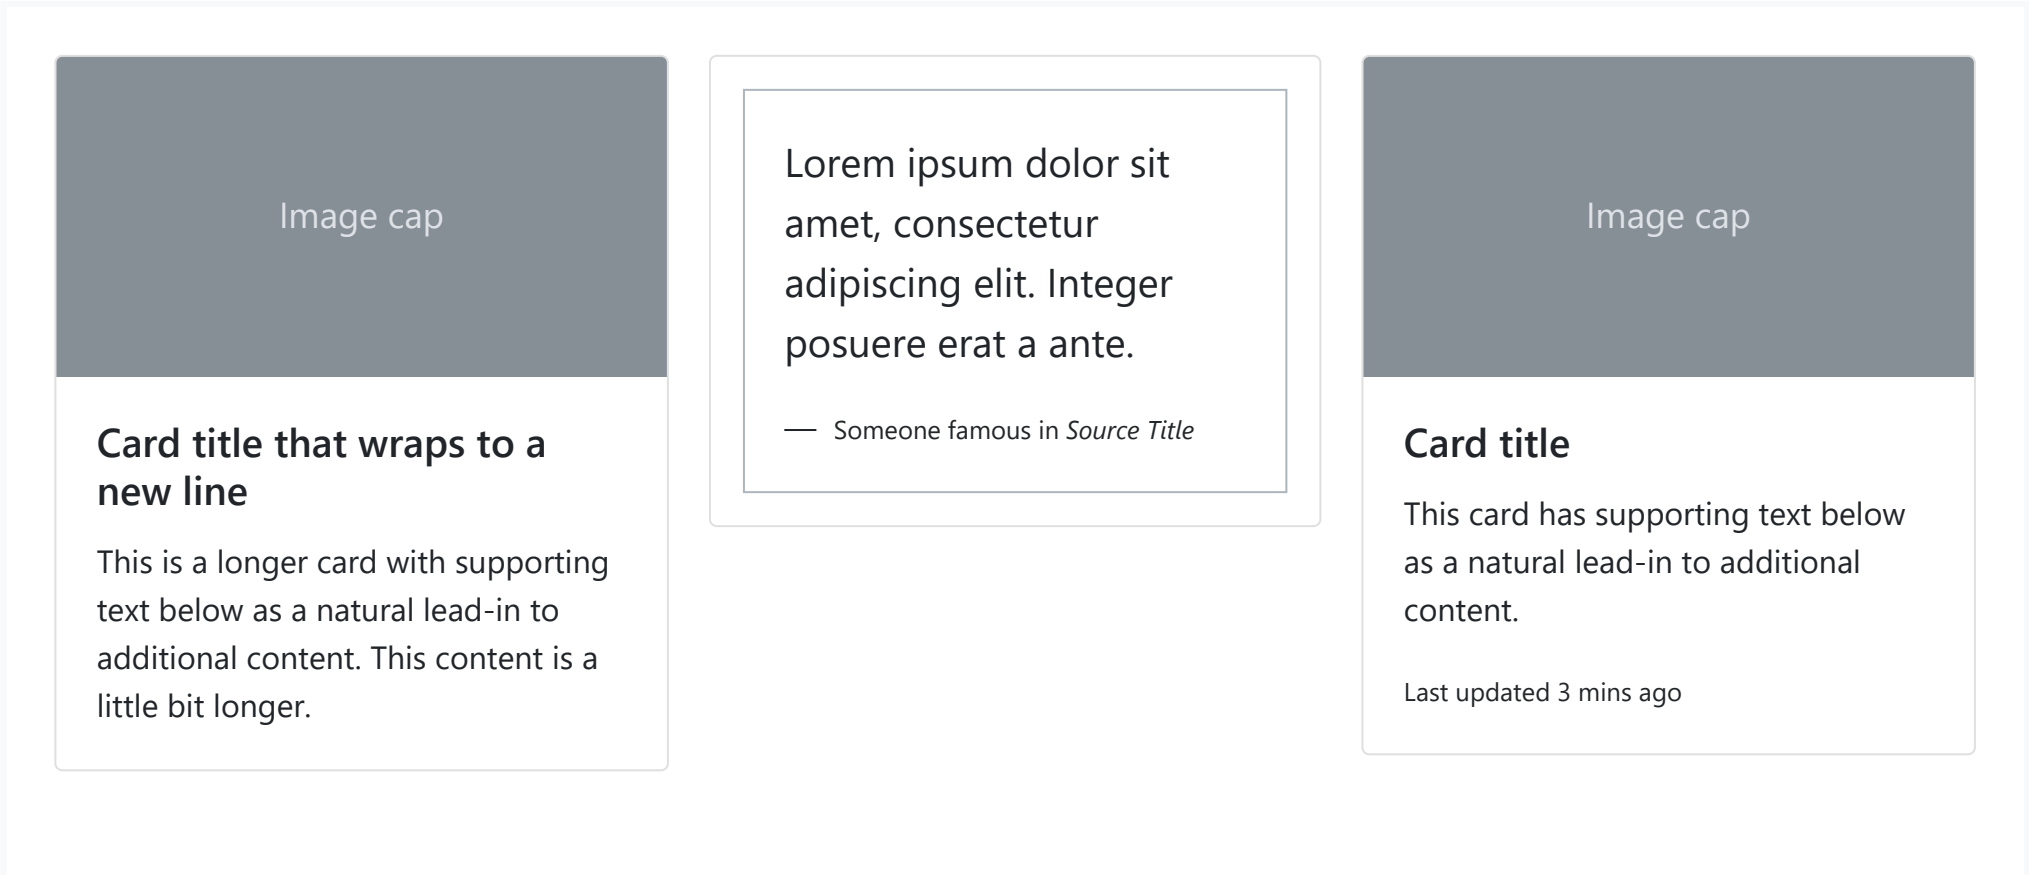 Image cap
Card title that wraps to a
new line
This is a longer card with supporting
text below as a natural lead-in to
additional content. This content is a
little bit longer.
Lorem ipsum dolor sit
amet, consectetur
adipiscing elit. Integer
posuere erat a ante.
— Someone famous in Source Title
Image cap
Card title
This card has supporting text below
as a natural lead-in to additional
content.
Last updated 3 mins ago